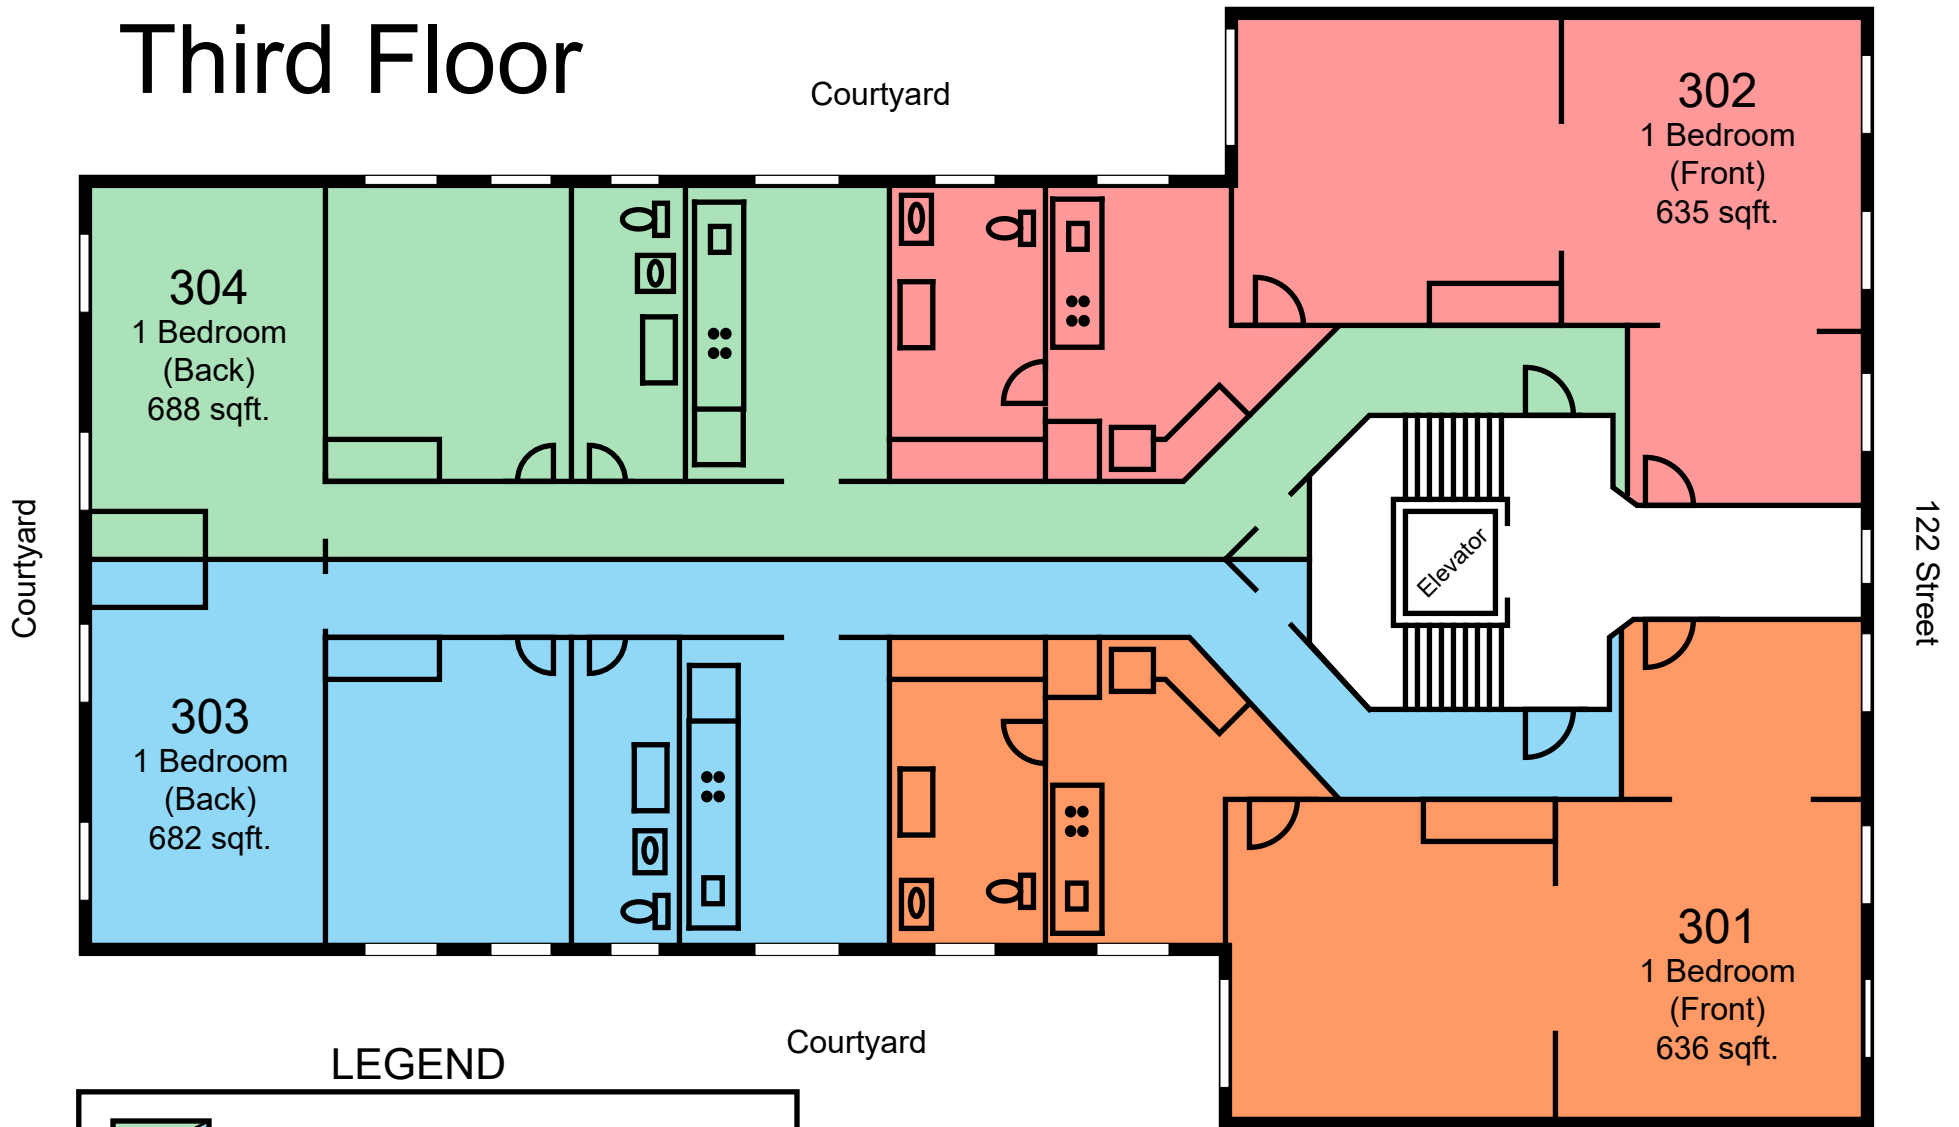 Third Floor
Courtyard
302
1 Bedroom
(Front)
635 sqft.
304
1 Bedroom
(Back)
688 sqft.
Courtyard
Elevator
122 Street
303
1 Bedroom
(Back)
682 sqft.
301
1 Bedroom
(Front)
636 sqft.
Courtyard
LEGEND